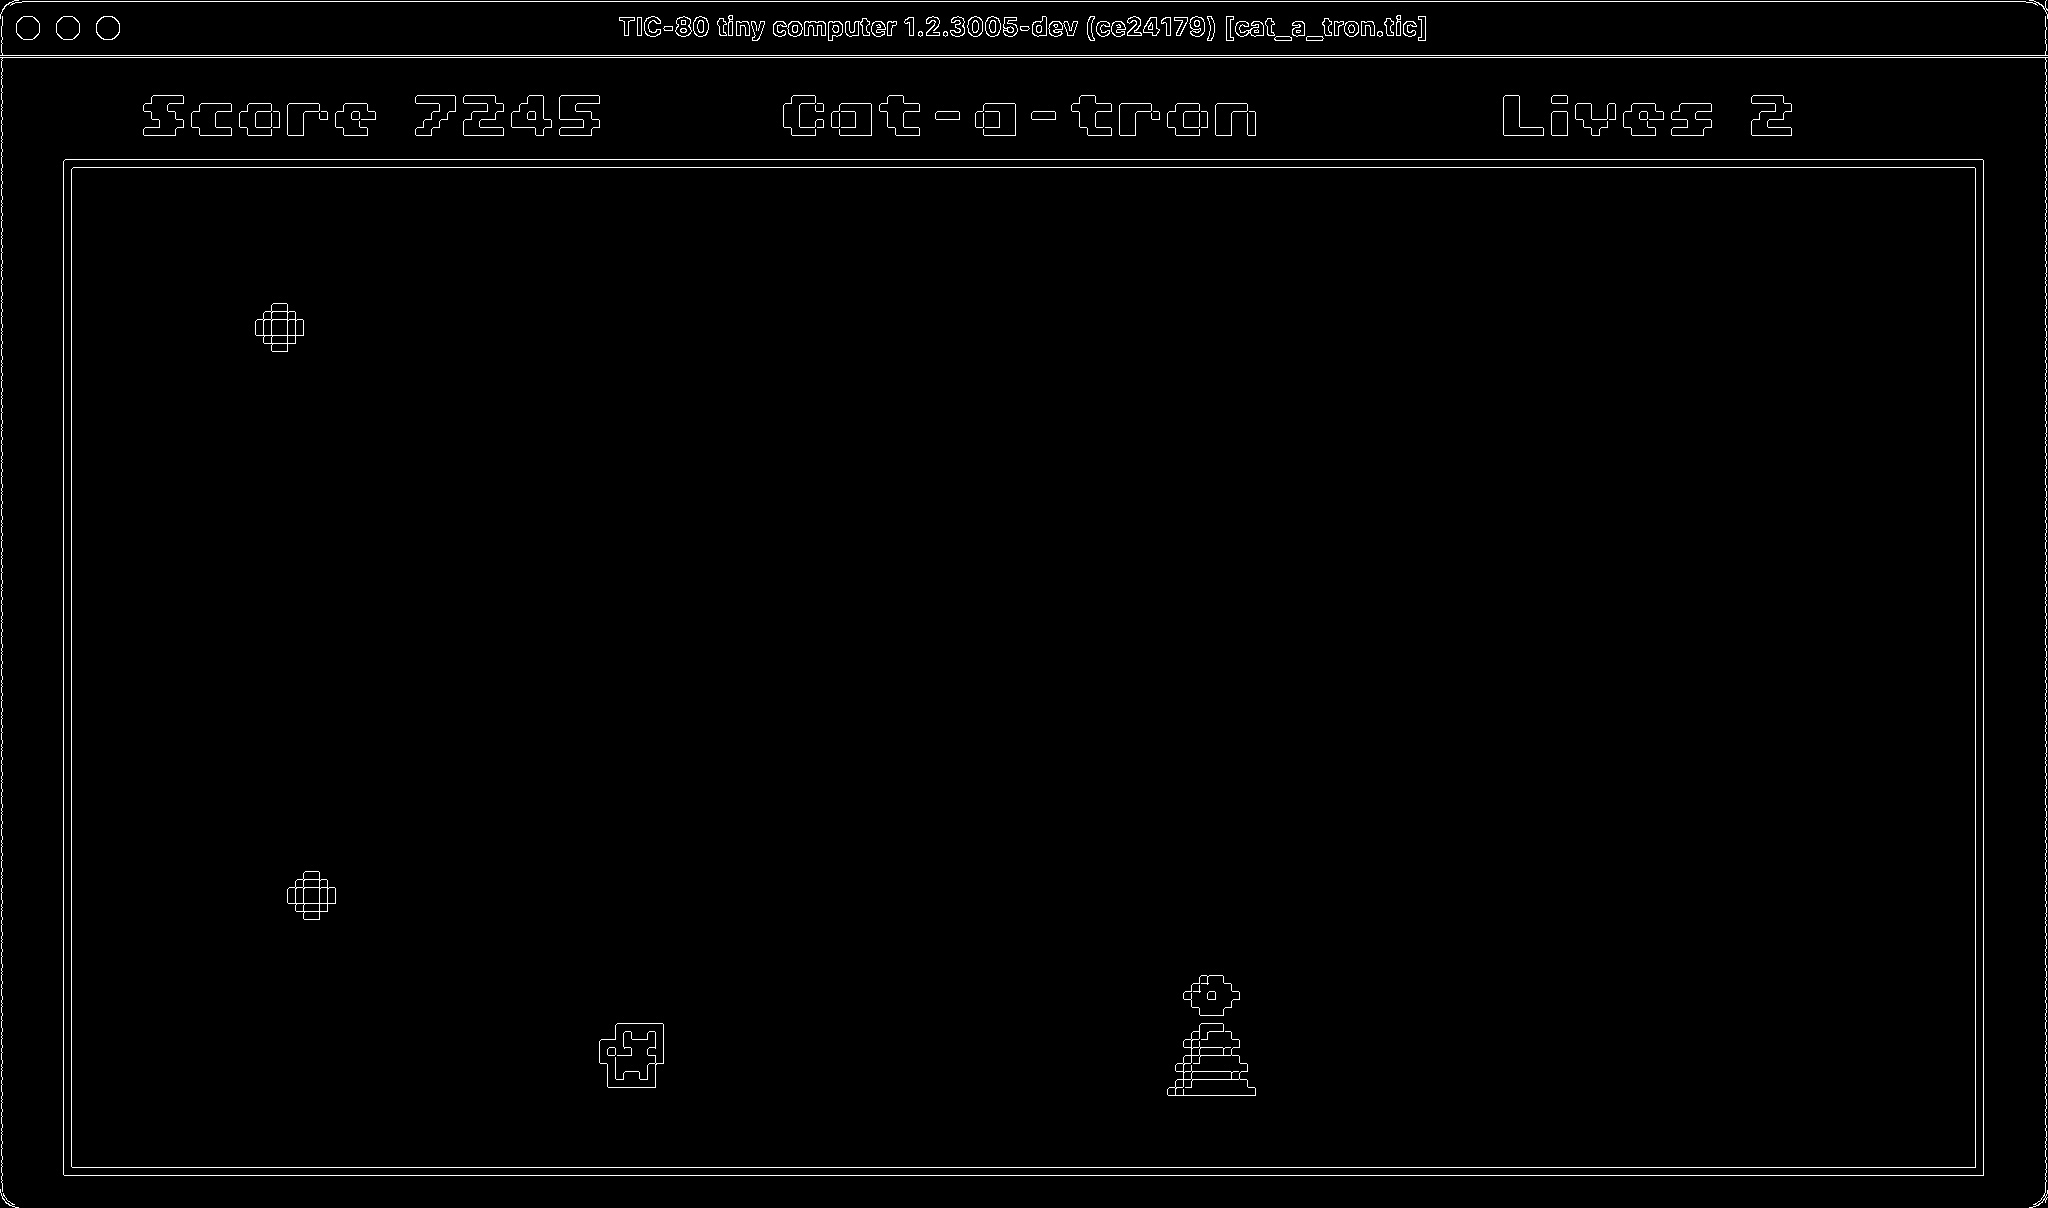 TIC-80 tiny computer 1.2.3005-dev (ce24179) [cat_a_tron.tic]
Score 7245 Cat-a-tron Lives 2